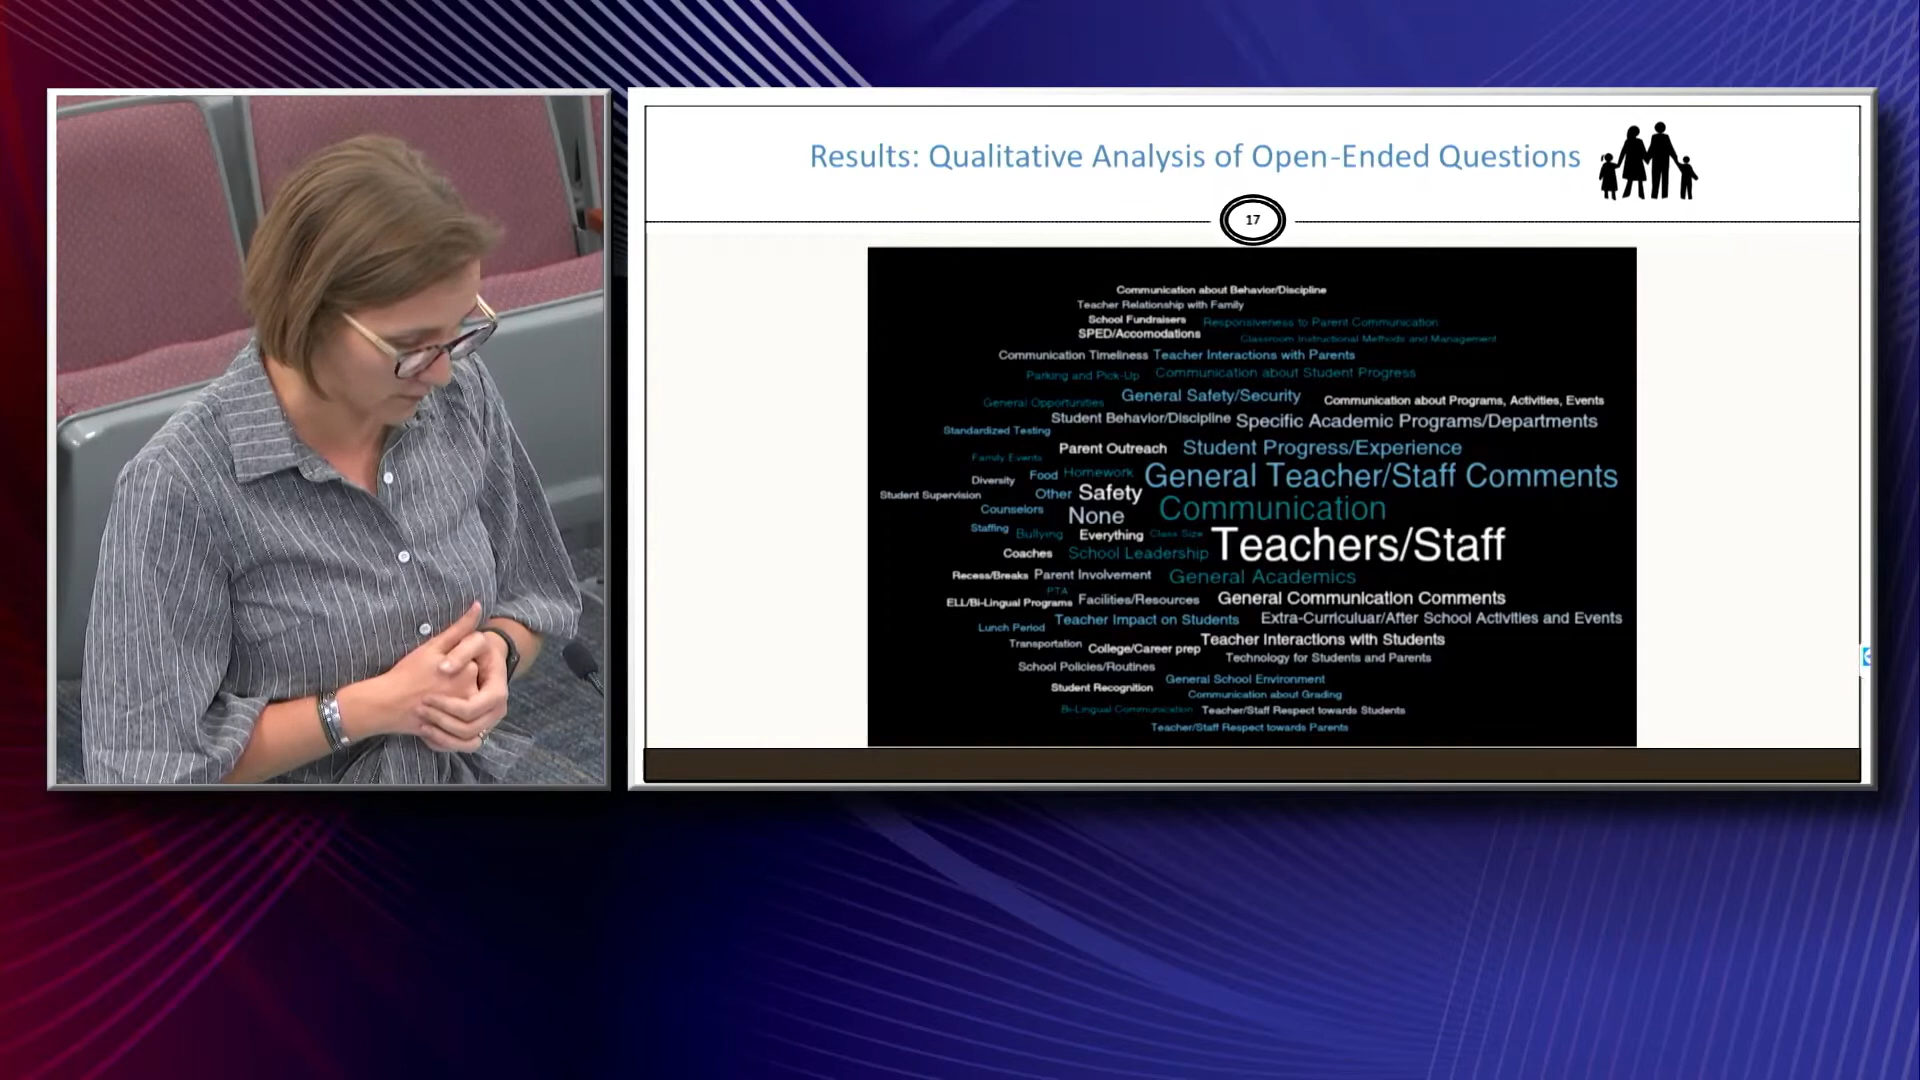 Results: Qualitative Analysis of Open-Ended Questions
17
Communication about Behavior/Discipline
Teacher Relationship with Family
School Fundraisers Responsiveness to Parent Communication
SPED/Accomodations Classroom Instructional Methods and Management
Communication Timeliness Teacher Interactions with Parents
Parking and Pick-Up Communication about Student Progress
General Opportunities General Safety/Security Communication about Programs, Activities, Events
Student Behavior/Discipline Specific Academic Programs/Departments
Standardized Testing
Parent Outreach Student Progress/Experience
Family Events
Diversity Food Homework General Teacher/Staff Comments
Student Supervision Other Safety
Counselors None Communication
Staffing Bullying Everything Class Size Teachers/Staff
Coaches School Leadership
Recess/Breaks Parent Involvement General Academics
PTA
ELL/Bi-Lingual Programs Facilities/Resources General Communication Comments
Lunch Period Teacher Impact on Students Extra-Curriculuar/After School Activities and Events
Transportation College/Career prep Teacher Interactions with Students
School Policies/Routines Technology for Students and Parents
Student Recognition General School Environment
Communication about Grading
Bi-Lingual Communication Teacher/Staff Respect towards Students
Teacher/Staff Respect towards Parents